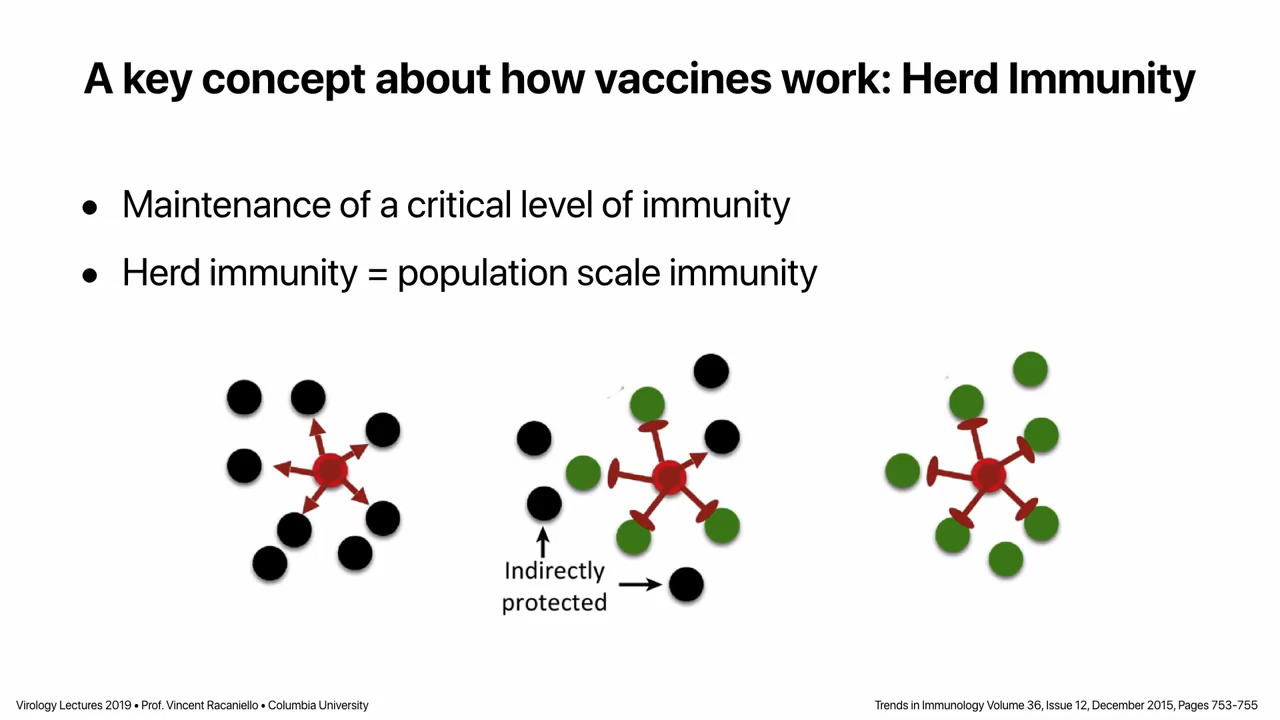 A key concept about how vaccines work: Herd Immunity
• Maintenance of a critical level of immunity
• Herd immunity = population scale immunity
Indirectly
protected
Virology Lectures 2019 • Prof. Vincent Racaniello • Columbia University
Trends in Immunology Volume 36, Issue 12, December 2015, Pages 753-755